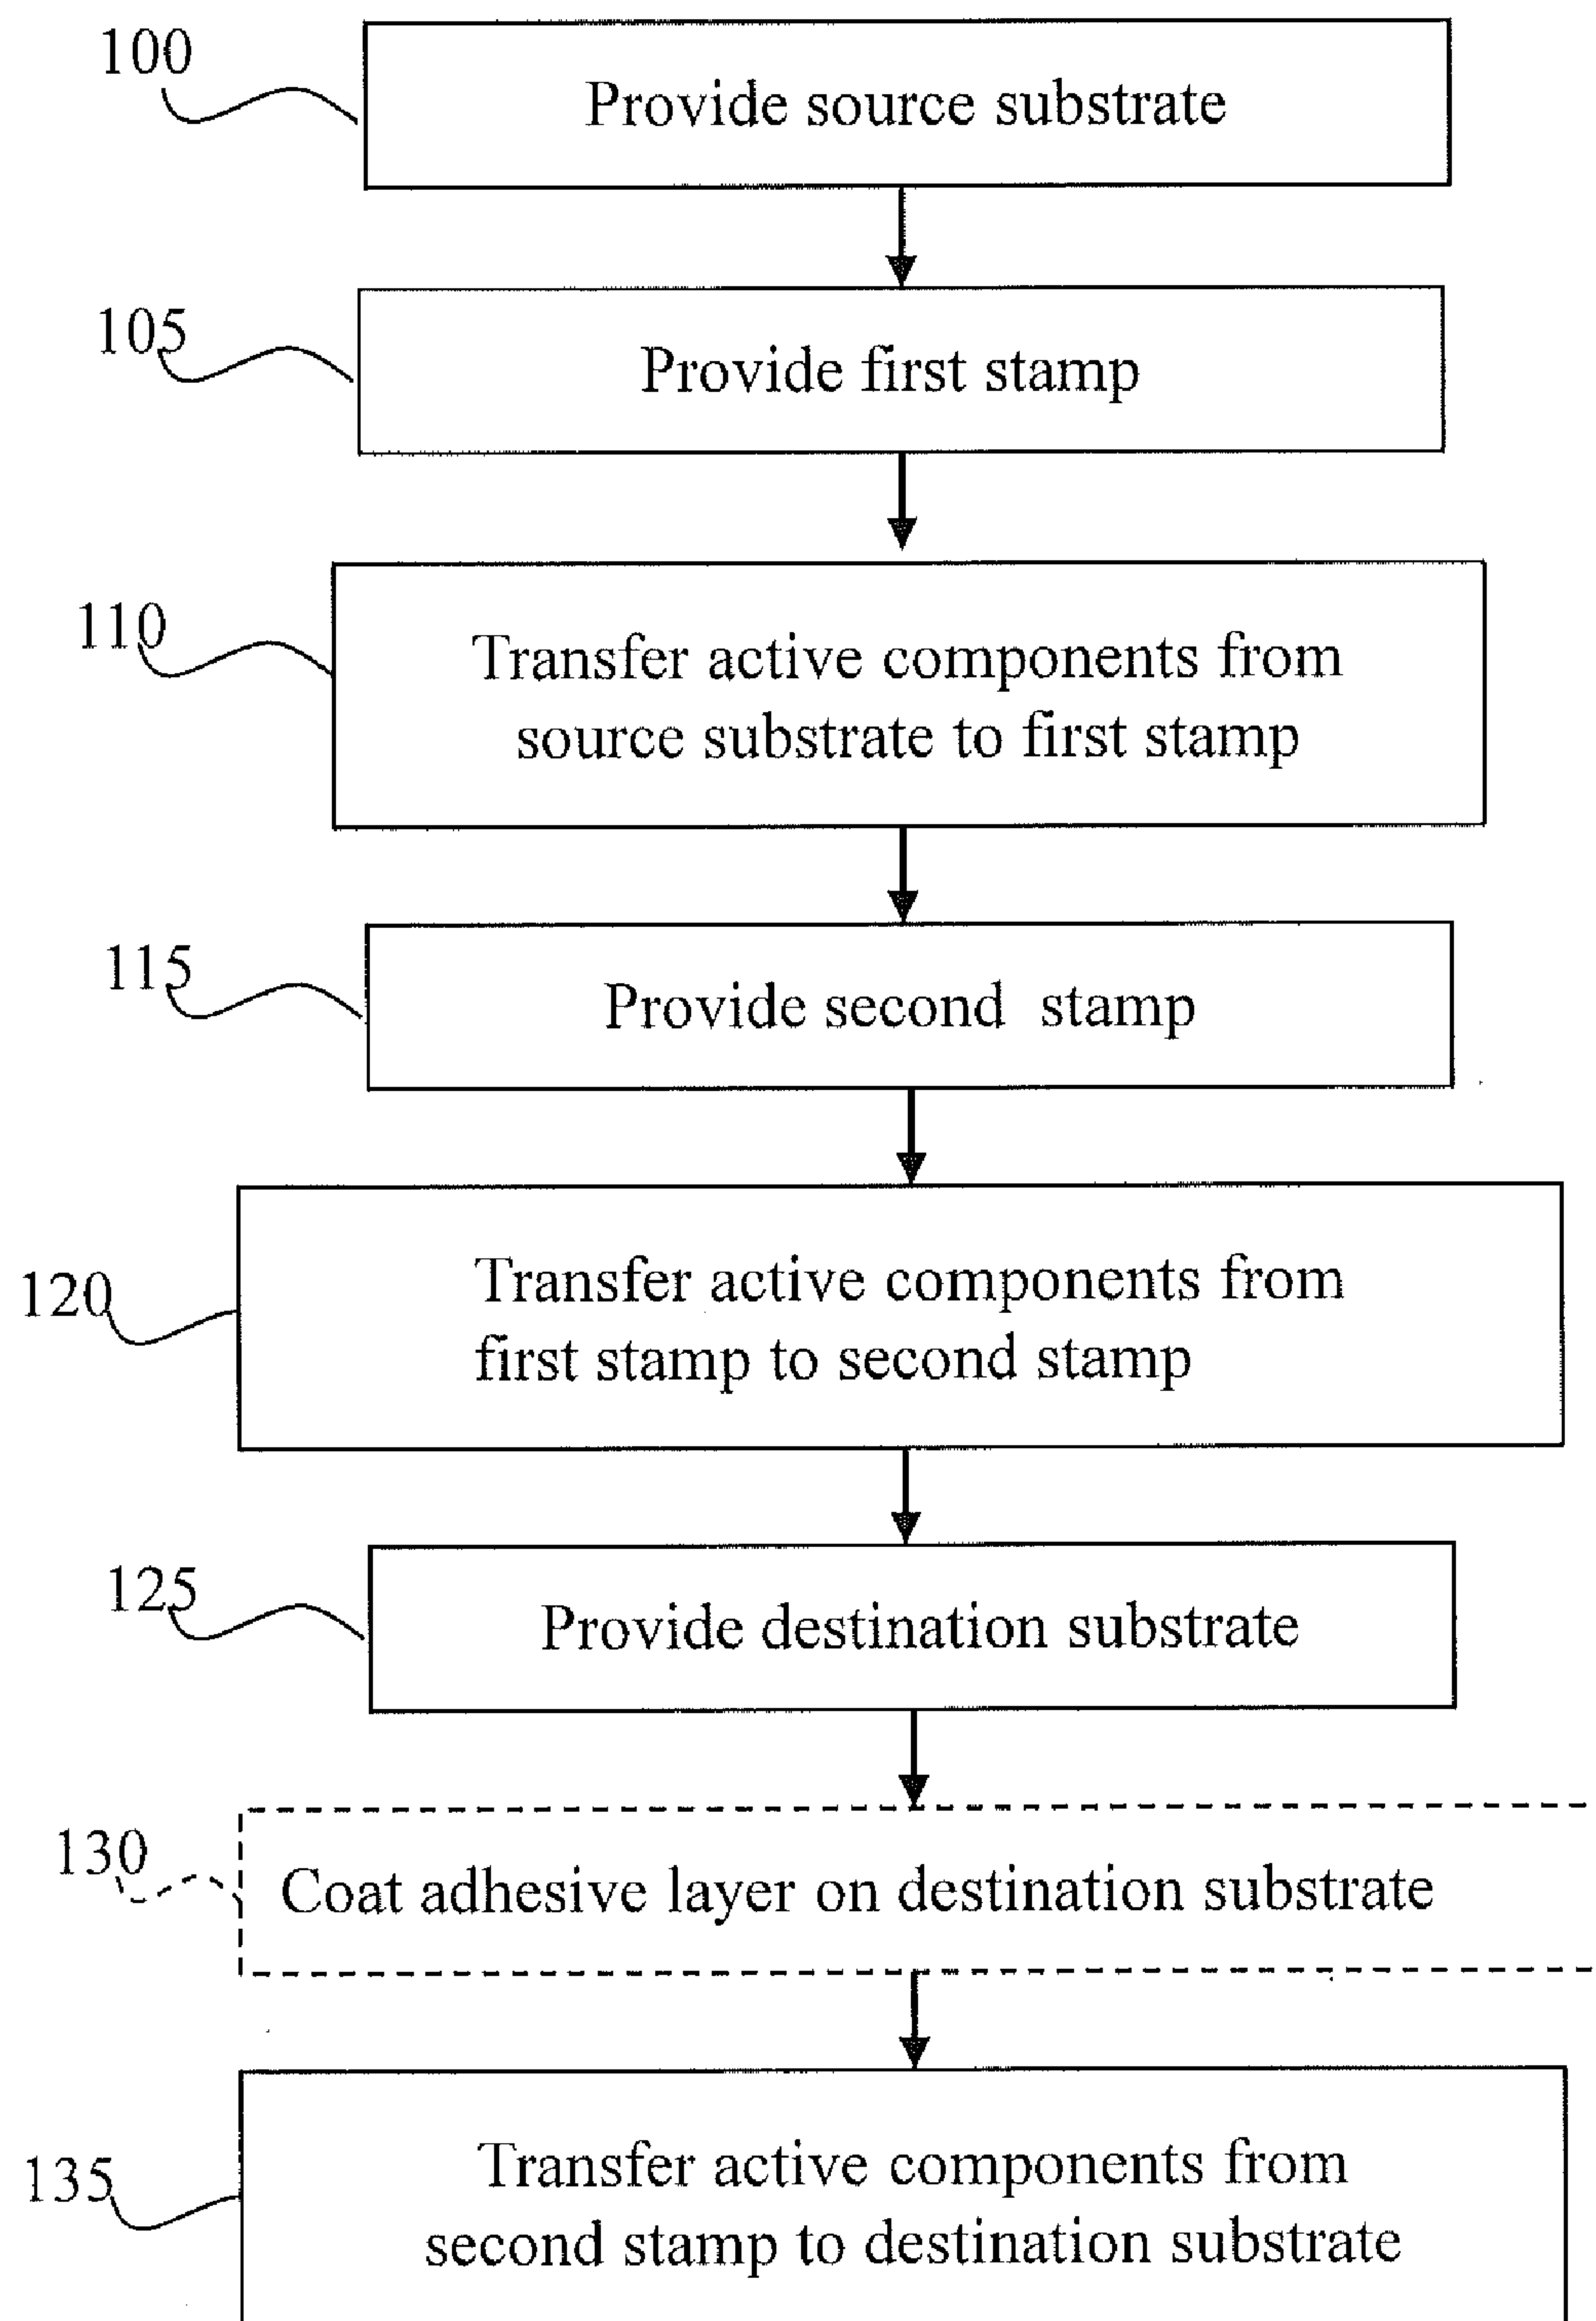 100
Provide source substrate
105
Provide first stamp
110
Transfer active components from
source substrate to first stamp
115
Provide second stamp
120
Transfer active components from
first stamp to second stamp
125
Provide destination substrate
130
Coat adhesive layer on destination substrate
135
Transfer active components from
second stamp to destination substrate